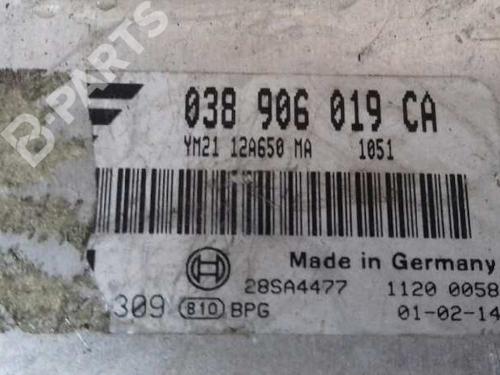 B-PARTS
038 906 019 CA
YM21 12A650 MA 1051
Made in Germany
28SA4477 1120 0058
309 810 BPG 01-02-14